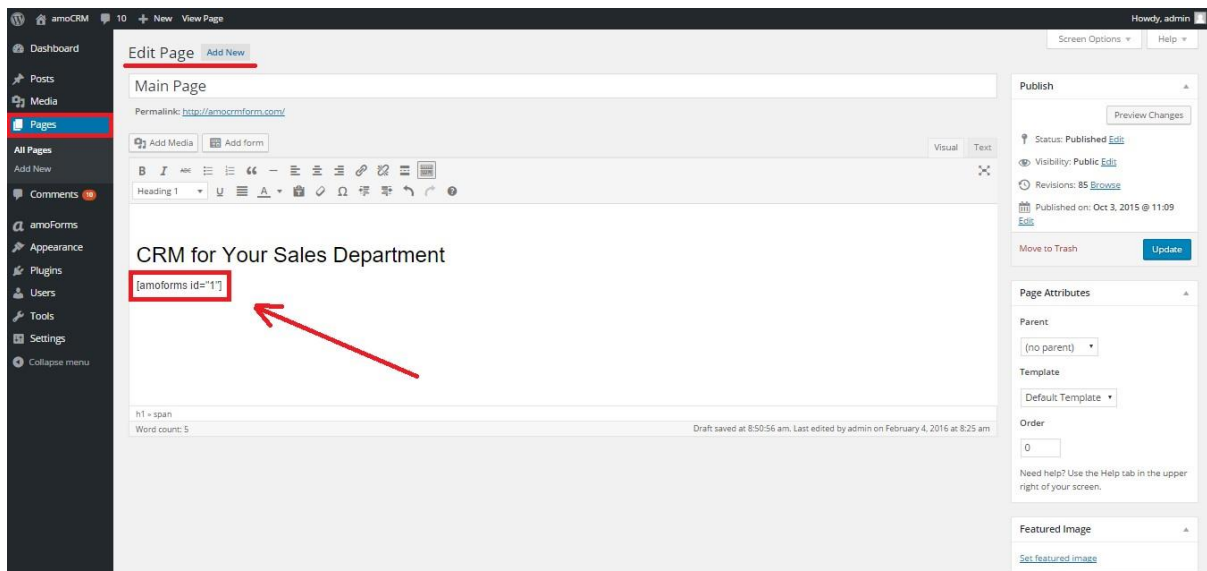 amoCRM 10 + New View Page Howdy, admin
Screen Options Help
Dashboard
Posts
Media
Pages
All Pages
Add New
Comments 10
amoForms
Appearance
Plugins
Users
Tools
Settings
Collapse menu
Edit Page Add New
Main Page
Permalink: http://amocrmform.com/
Add Media Add form
Visual Text
B I ABC
Heading 1 U A Ω
CRM for Your Sales Department
[amoforms id="1"]
h1 » span
Word count: 5 Draft saved at 8:50:56 am. Last edited by admin on February 4, 2016 at 8:25 am
Publish
Preview Changes
Status: Published Edit
Visibility: Public Edit
Revisions: 85 Browse
Published on: Oct 3, 2015 @ 11:09
Edit
Move to Trash Update
Page Attributes
Parent
(no parent)
Template
Default Template
Order
0
Need help? Use the Help tab in the upper
right of your screen.
Featured Image
Set featured image